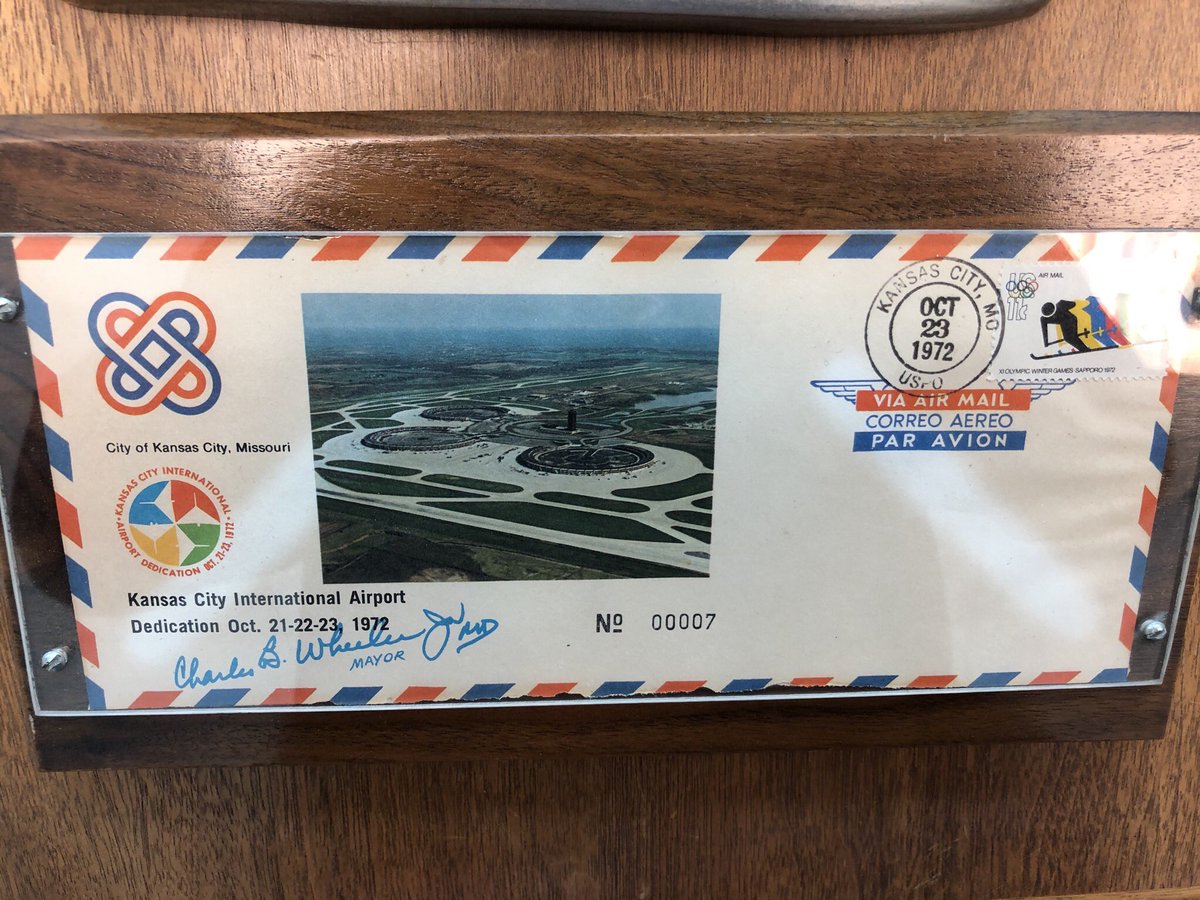 City of Kansas City, Missouri
KANSAS CITY INTERNATIONAL
AIRPORT DEDICATION OCT. 21-23, 1972
Kansas City International Airport
Dedication Oct. 21-22-23, 1972
Charles B. Wheeler Jr MD
MAYOR
Nº 00007
KANSAS CITY, MO
OCT
23
1972
USPO
US AIR MAIL
11c
XI OLYMPIC WINTER GAMES·SAPPORO 1972
VIA AIR MAIL
CORREO AEREO
PAR AVION